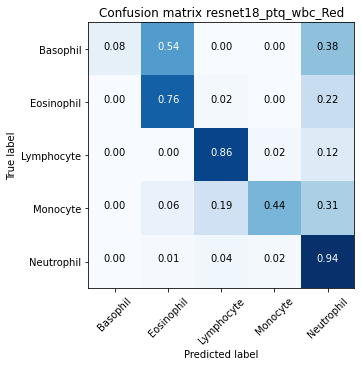 Confusion matrix resnet18_ptq_wbc_Red
Basophil 0.08 0.54 0.00 0.00 0.38
Eosinophil 0.00 0.76 0.02 0.00 0.22
Lymphocyte 0.00 0.00 0.86 0.02 0.12
Monocyte 0.00 0.06 0.19 0.44 0.31
Neutrophil 0.00 0.01 0.04 0.02 0.94
True label
Basophil Eosinophil Lymphocyte Monocyte Neutrophil
Predicted label